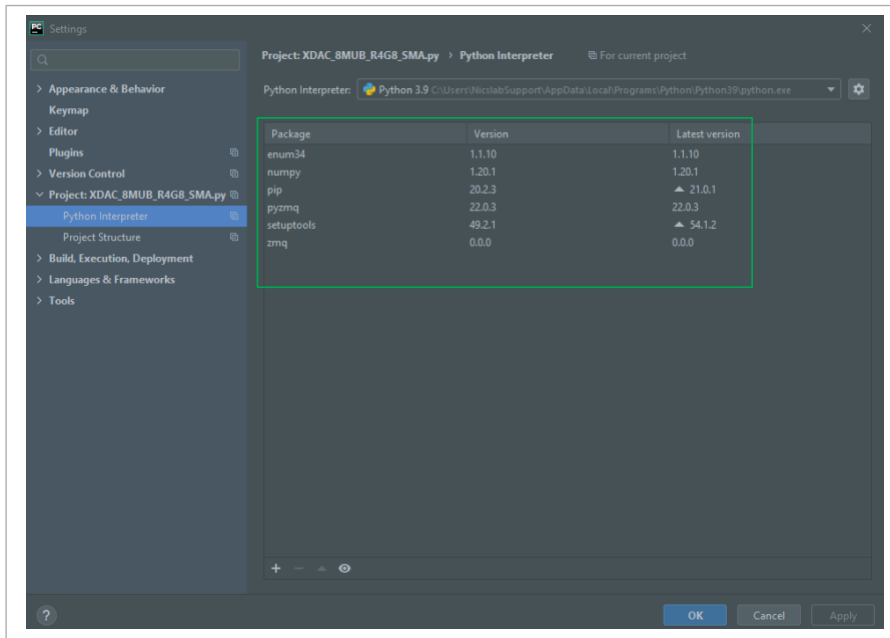 PC Settings
Project: XDAC_8MUB_R4G8_SMA.py > Python Interpreter For current project
Appearance & Behavior
Keymap
Editor
Plugins
Version Control
Project: XDAC_8MUB_R4G8_SMA.py
Python Interpreter
Project Structure
Build, Execution, Deployment
Languages & Frameworks
Tools
Python Interpreter: Python 3.9 C:\Users\NicslabSupport\AppData\Local\Programs\Python\Python39\python.exe
Package Version Latest version
enum34 1.1.10 1.1.10
numpy 1.20.1 1.20.1
pip 20.2.3 ▲ 21.0.1
pyzmq 22.0.3 22.0.3
setuptools 49.2.1 ▲ 54.1.2
zmq 0.0.0 0.0.0
? OK Cancel Apply